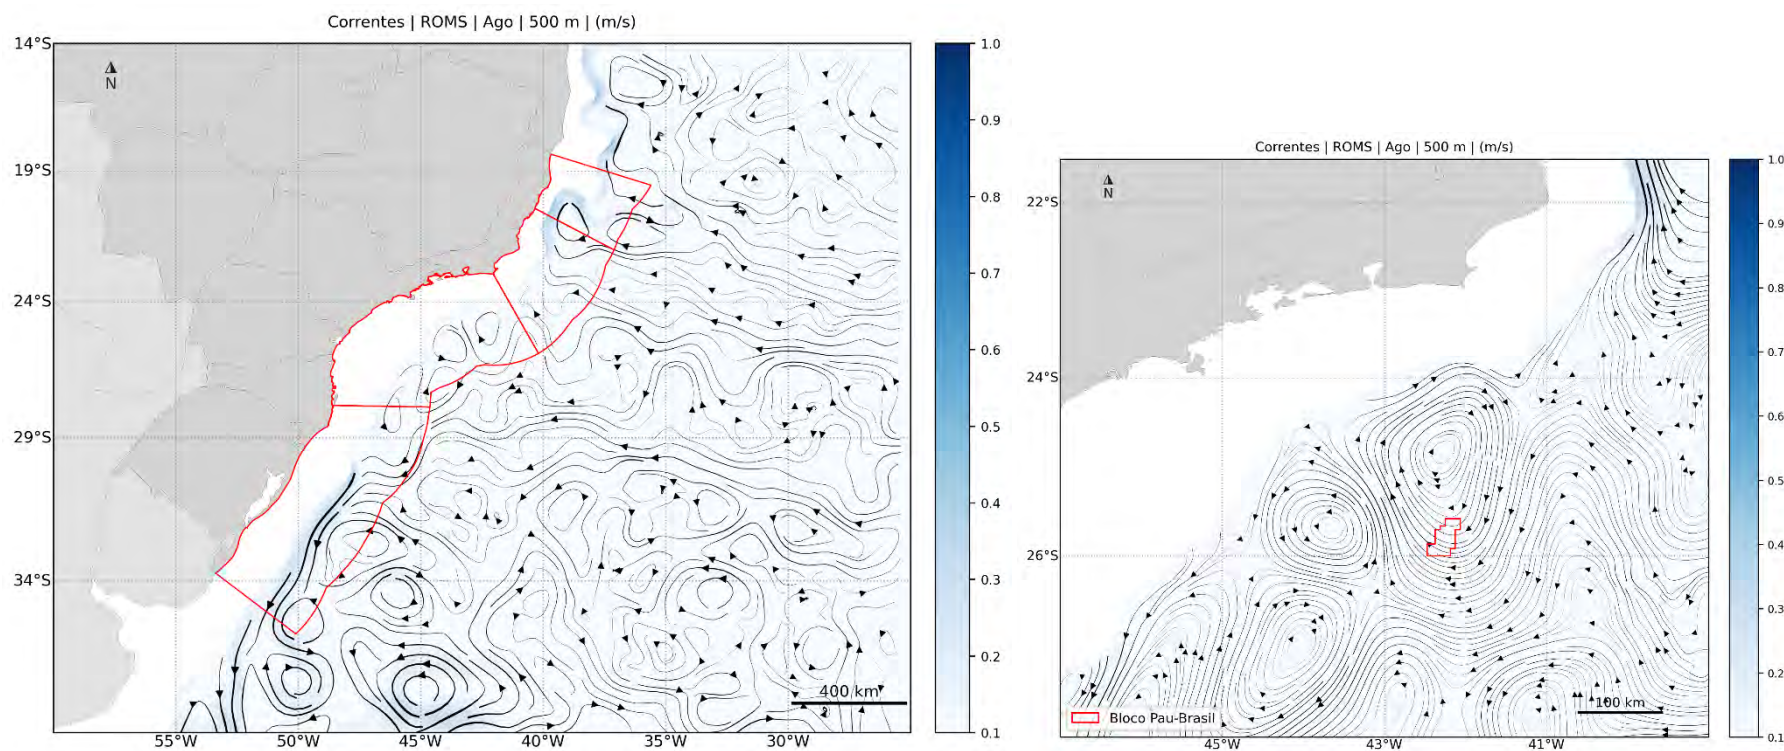 Correntes | ROMS | Ago | 500 m | (m/s)
14°S
19°S
24°S
29°S
34°S
N
55°W
50°W
45°W
40°W
35°W
30°W
400 km
1.0
0.9
0.8
0.7
0.6
0.5
0.4
0.3
0.2
0.1
Correntes | ROMS | Ago | 500 m | (m/s)
22°S
24°S
26°S
N
45°W
43°W
41°W
Bloco Pau-Brasil
100 km
1.0
0.9
0.8
0.7
0.6
0.5
0.4
0.3
0.2
0.1